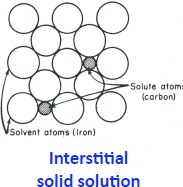 Solute atoms
(carbon)
Solvent atoms (Iron)
Interstitial
solid solution